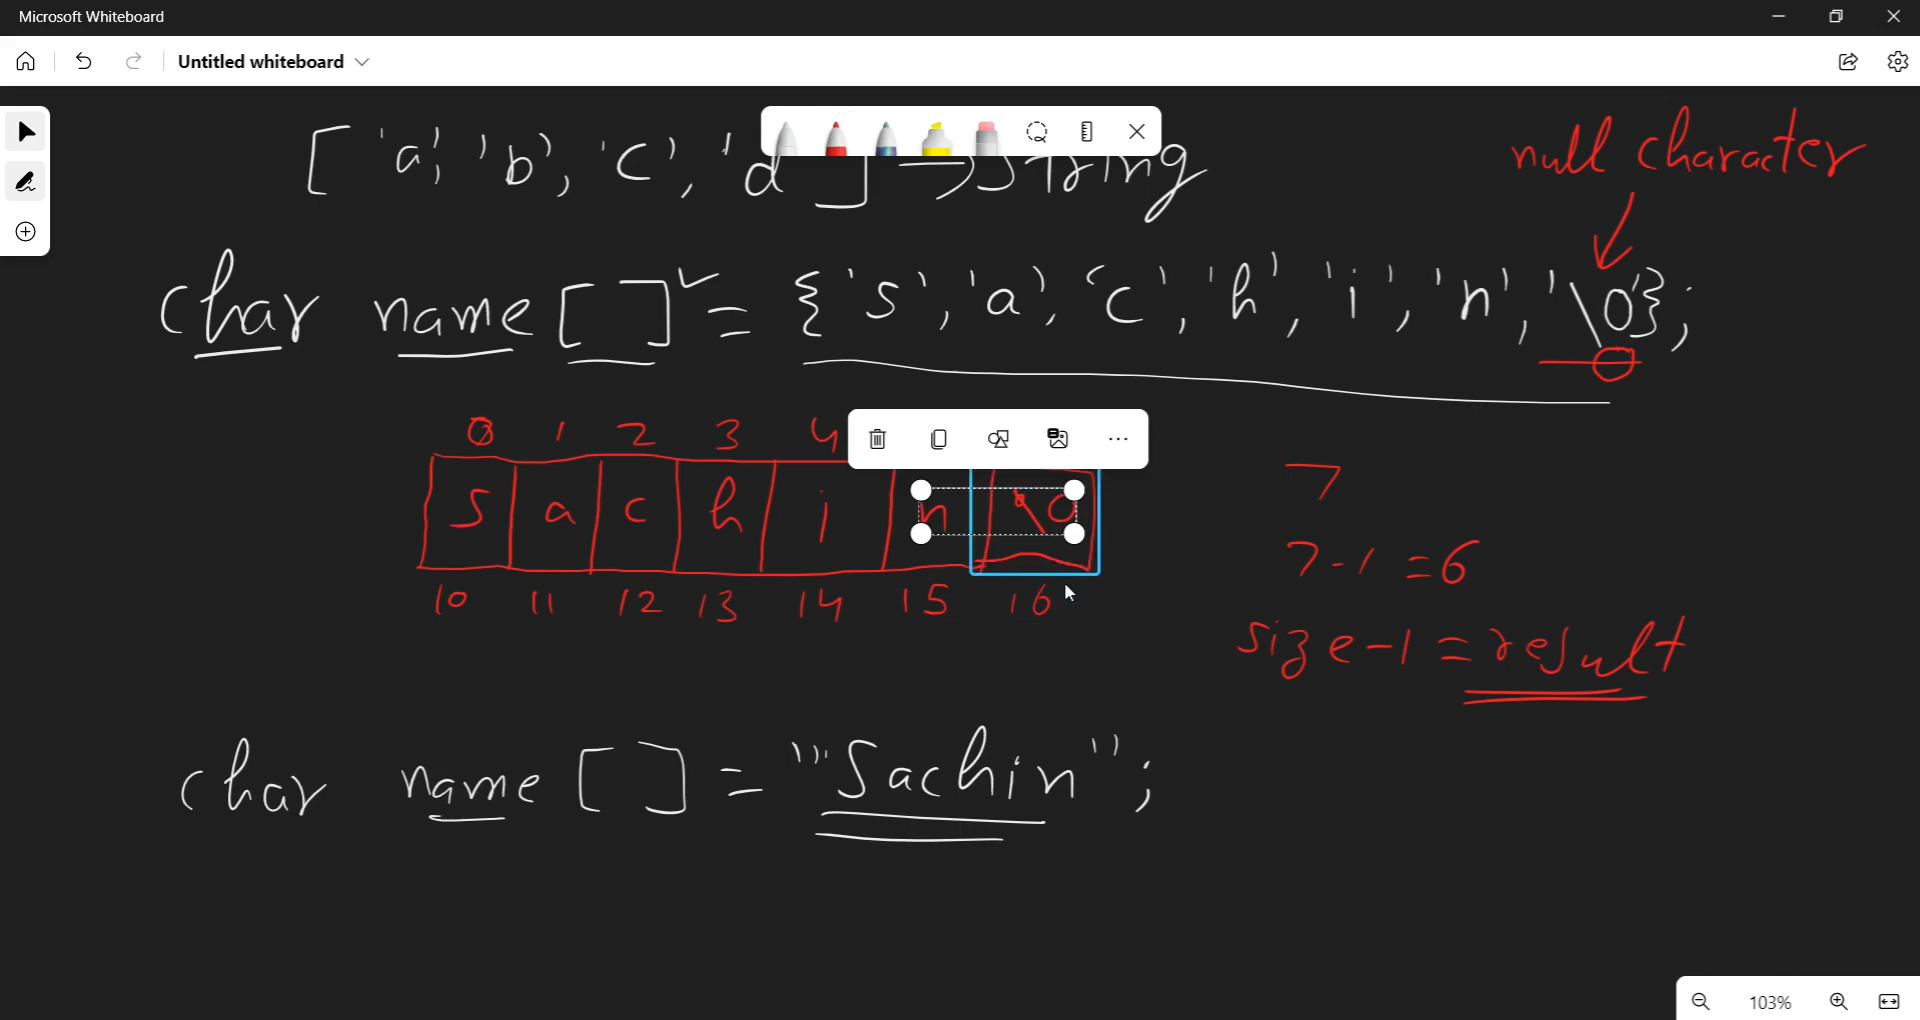 Microsoft Whiteboard
Untitled whiteboard
['a', 'b', 'c', 'd ] → string
null character
char name [ ] = {'s', 'a', 'c', 'h', 'i', 'n', '\0'};
0 1 2 3 4
s a c h i n \0
10 11 12 13 14 15 16
7
7-1 = 6
size-1 = result
char name [ ] = "Sachin";
103%